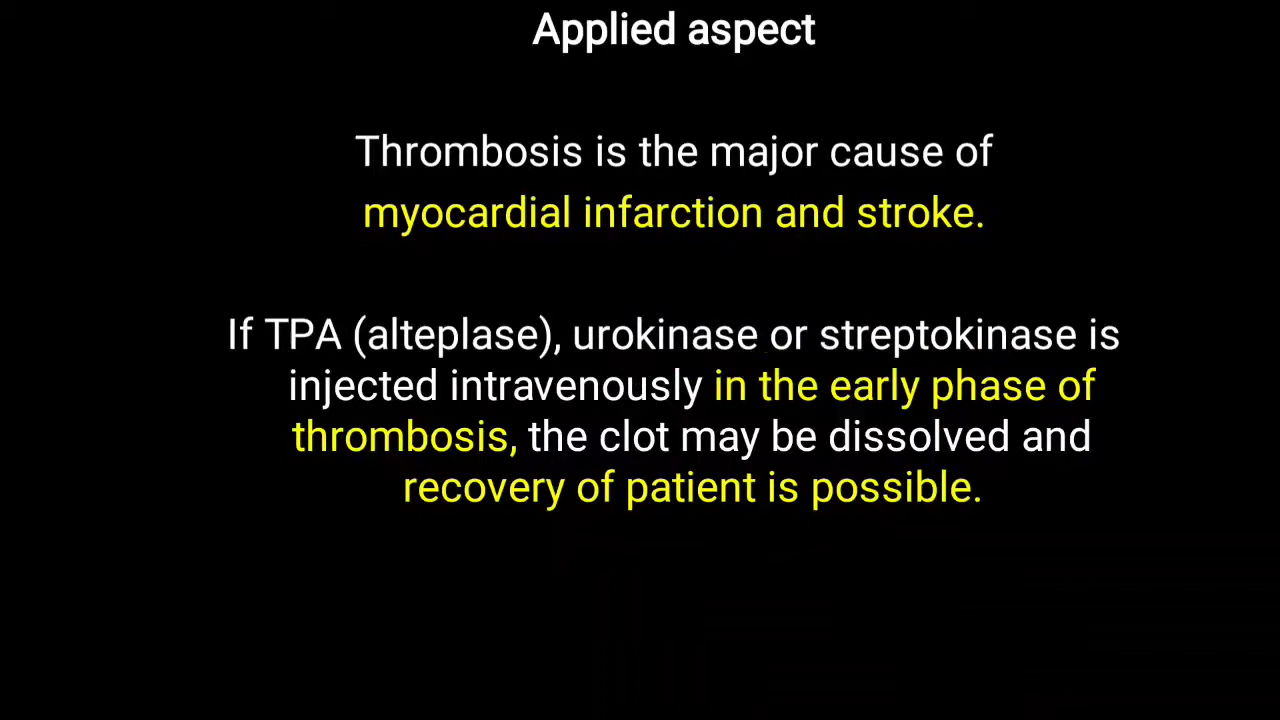 Applied aspect
Thrombosis is the major cause of
myocardial infarction and stroke.
If TPA (alteplase), urokinase or streptokinase is
injected intravenously in the early phase of
thrombosis, the clot may be dissolved and
recovery of patient is possible.